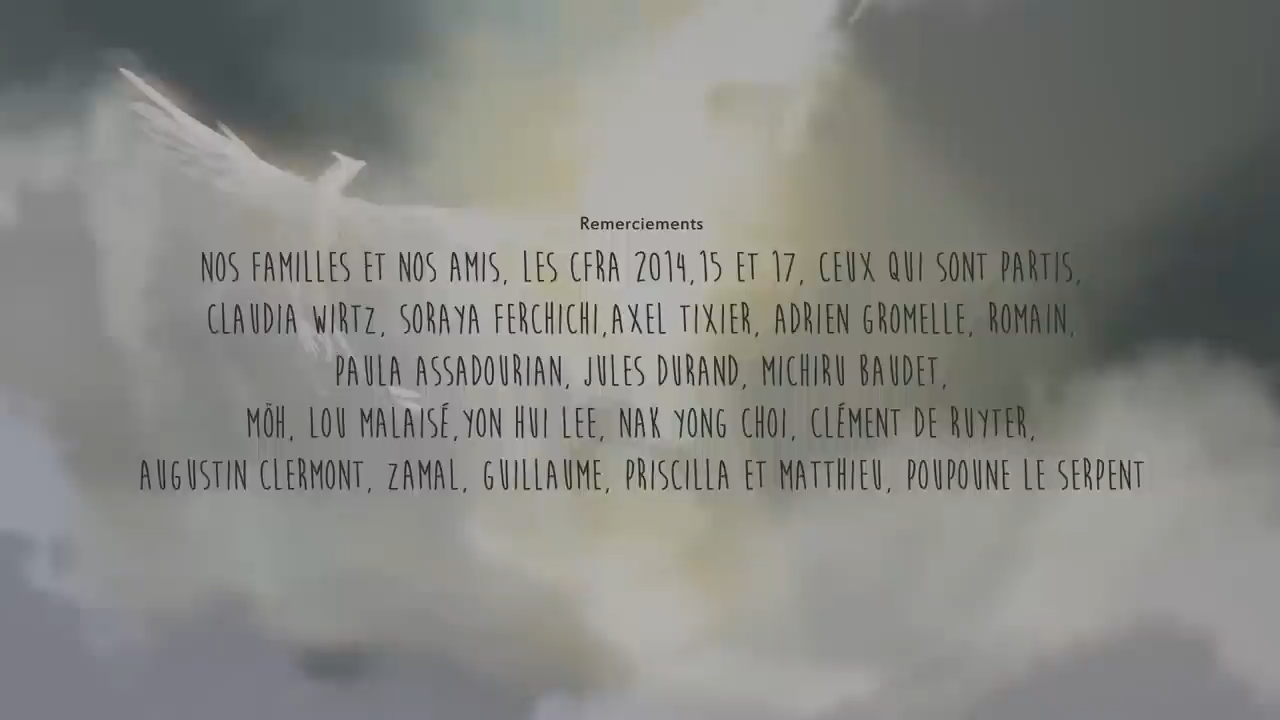 Remerciements
NOS FAMILLES ET NOS AMIS, LES CFRA 2014,15 ET 17, CEUX QUI SONT PARTIS,
CLAUDIA WIRTZ, SORAYA FERCHICHI,AXEL TIXIER, ADRIEN GROMELLE, ROMAIN,
PAULA ASSADOURIAN, JULES DURAND, MICHIRU BAUDET,
MÖH, LOU MALAISÉ,YON HUI LEE, NAK YONG CHOI, CLÉMENT DE RUYTER,
AUGUSTIN CLERMONT, ZAMAL, GUILLAUME, PRISCILLA ET MATTHIEU, POUPOUNE LE SERPENT